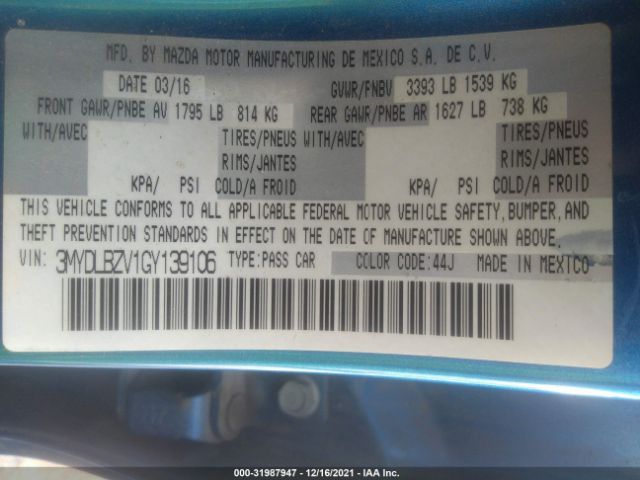 MFD. BY MAZDA MOTOR MANUFACTURING DE MEXICO S.A. DE C.V.
DATE 03/16 GVWR/PNBV 3393 LB 1539 KG
FRONT GAWR/PNBE AV 1795 LB 814 KG REAR GAWR/PNBE AR 1627 LB 738 KG
WITH/AVEC TIRES/PNEUS WITH/AVEC TIRES/PNEUS
RIMS/JANTES RIMS/JANTES
KPA/ PSI COLD/A FROID KPA/ PSI COLD/A FROID
THIS VEHICLE CONFORMS TO ALL APPLICABLE FEDERAL MOTOR VEHICLE SAFETY, BUMPER, AND
THEFT PREVENTION STANDARDS IN EFFECT ON THE DATE OF MANUFACTURE SHOWN ABOVE.
VIN: 3MYDLBZV1GY139106 TYPE:PASS CAR COLOR CODE:44J MADE IN MEXICO
000-31987947 - 12/16/2021 - IAA Inc.